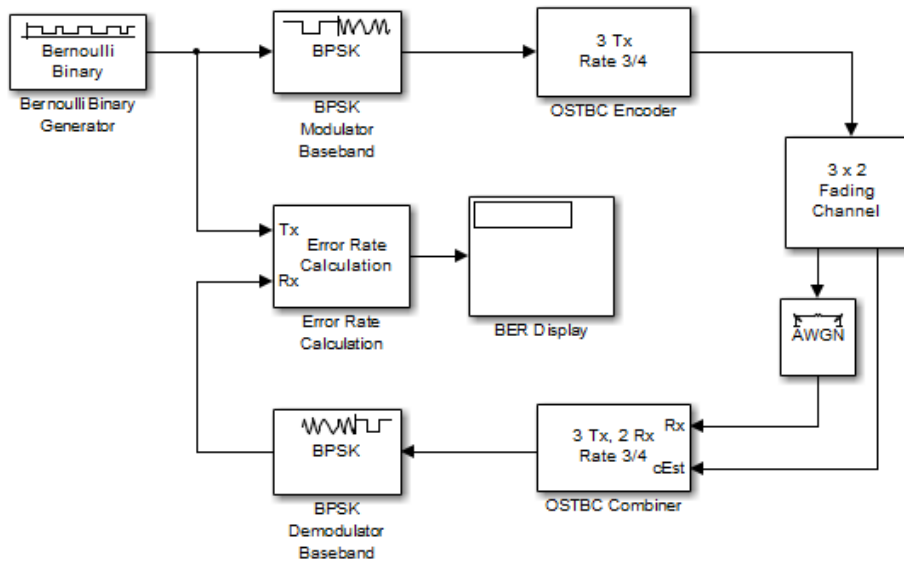 Bernoulli
Binary
Bernoulli Binary
Generator
BPSK
BPSK
Modulator
Baseband
3 Tx
Rate 3/4
OSTBC Encoder
3 x 2
Fading
Channel
Tx
Rx
Error Rate
Calculation
Error Rate
Calculation
BER Display
AWGN
BPSK
BPSK
Demodulator
Baseband
3 Tx, 2 Rx
Rate 3/4
Rx
cEst
OSTBC Combiner